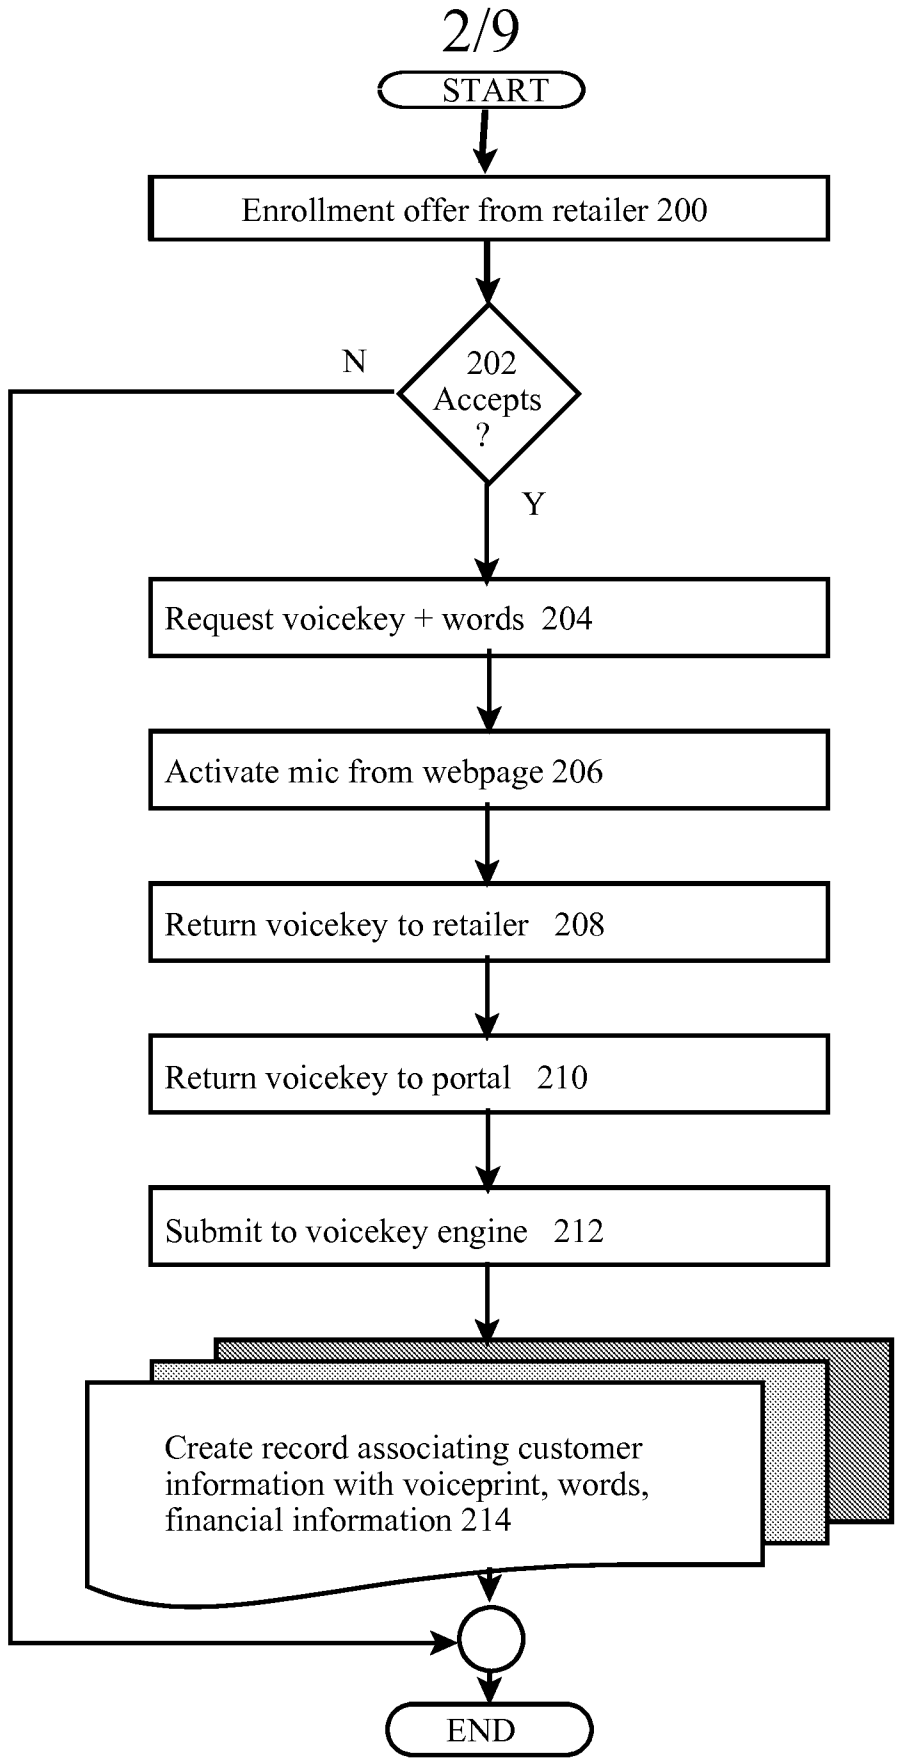 2/9
START
Enrollment offer from retailer 200
N
202
Accepts
?
Y
Request voicekey + words 204
Activate mic from webpage 206
Return voicekey to retailer 208
Return voicekey to portal 210
Submit to voicekey engine 212
Create record associating customer
information with voiceprint, words,
financial information 214
END